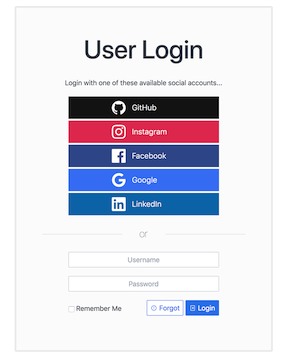 User Login
Login with one of these available social accounts...
GitHub
Instagram
Facebook
Google
LinkedIn
or
Username
Password
Remember Me
Forgot
Login